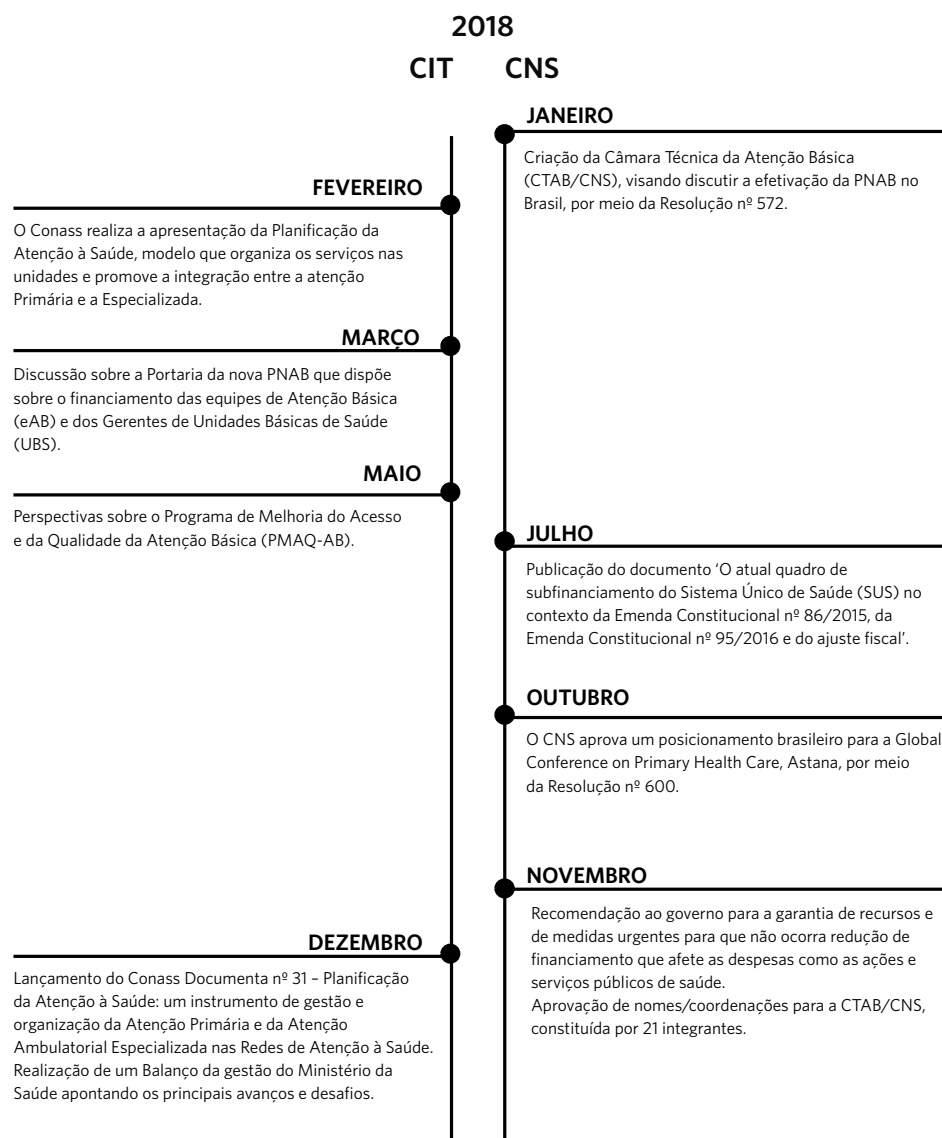 2018
CIT CNS
JANEIRO
Criação da Câmara Técnica da Atenção Básica
(CTAB/CNS), visando discutir a efetivação da PNAB no
Brasil, por meio da Resolução nº 572.
FEVEREIRO
O Conass realiza a apresentação da Planificação da
Atenção à Saúde, modelo que organiza os serviços nas
unidades e promove a integração entre a atenção
Primária e a Especializada.
MARÇO
Discussão sobre a Portaria da nova PNAB que dispõe
sobre o financiamento das equipes de Atenção Básica
(eAB) e dos Gerentes de Unidades Básicas de Saúde
(UBS).
MAIO
Perspectivas sobre o Programa de Melhoria do Acesso
e da Qualidade da Atenção Básica (PMAQ-AB).
JULHO
Publicação do documento ‘O atual quadro de
subfinanciamento do Sistema Único de Saúde (SUS) no
contexto da Emenda Constitucional nº 86/2015, da
Emenda Constitucional nº 95/2016 e do ajuste fiscal’.
OUTUBRO
O CNS aprova um posicionamento brasileiro para a Global
Conference on Primary Health Care, Astana, por meio
da Resolução nº 600.
NOVEMBRO
Recomendação ao governo para a garantia de recursos e
de medidas urgentes para que não ocorra redução de
financiamento que afete as despesas como as ações e
serviços públicos de saúde.
Aprovação de nomes/coordenações para a CTAB/CNS,
constituída por 21 integrantes.
DEZEMBRO
Lançamento do Conass Documenta nº 31 – Planificação
da Atenção à Saúde: um instrumento de gestão e
organização da Atenção Primária e da Atenção
Ambulatorial Especializada nas Redes de Atenção à Saúde.
Realização de um Balanço da gestão do Ministério da
Saúde apontando os principais avanços e desafios.